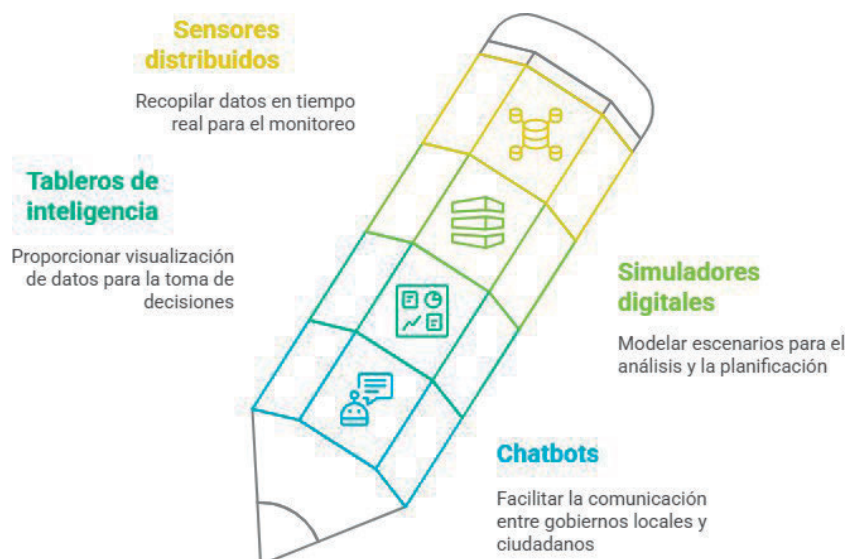 Sensores
distribuidos
Recopilar datos en tiempo
real para el monitoreo
Tableros de
inteligencia
Proporcionar visualización
de datos para la toma de
decisiones
Simuladores
digitales
Modelar escenarios para el
análisis y la planificación
Chatbots
Facilitar la comunicación
entre gobiernos locales y
ciudadanos